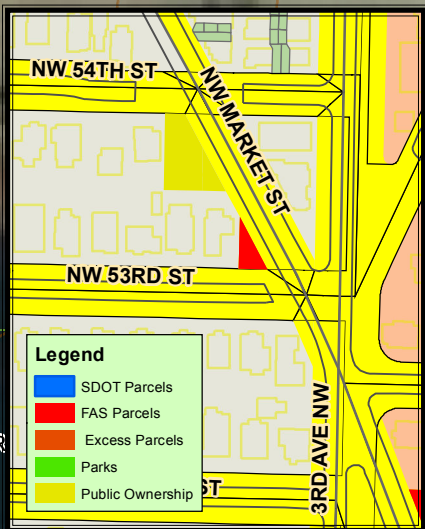 NW 54TH ST
NW MARKET ST
NW 53RD ST
Legend
SDOT Parcels
FAS Parcels
Excess Parcels
Parks
Public Ownership
3RD AVE NW
ST